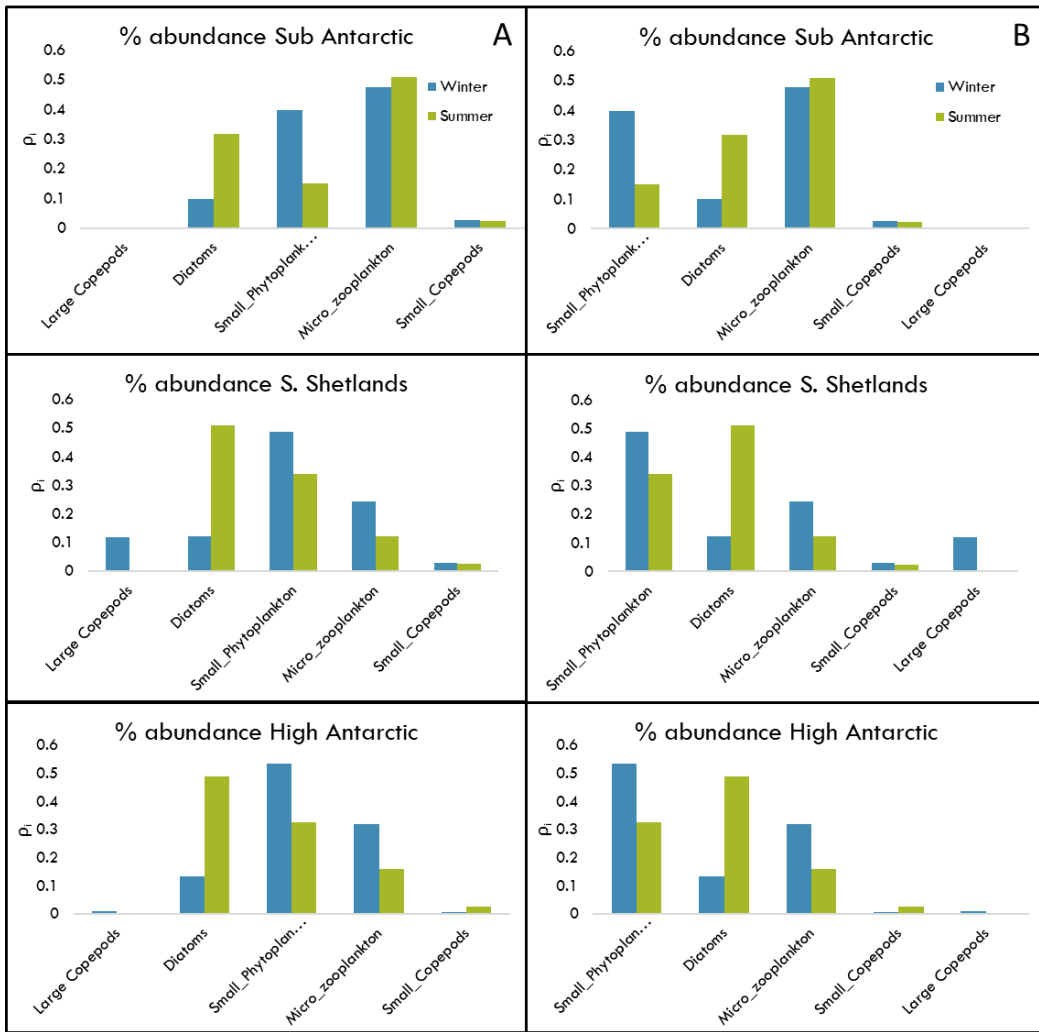 % abundance Sub Antarctic
A
0.6
0.5
0.4
0.3
0.2
0.1
0
ρi
Winter
Summer
Large Copepods
Diatoms
Small_Phytoplank…
Micro_zooplankton
Small_Copepods
% abundance Sub Antarctic
B
0.6
0.5
0.4
0.3
0.2
0.1
0
ρi
Winter
Summer
Small_Phytoplank…
Diatoms
Micro_zooplankton
Small_Copepods
Large Copepods
% abundance S. Shetlands
0.6
0.5
0.4
0.3
0.2
0.1
0
ρi
Large Copepods
Diatoms
Small_Phytoplankton
Micro_zooplankton
Small_Copepods
% abundance S. Shetlands
0.6
0.5
0.4
0.3
0.2
0.1
0
ρi
Small_Phytoplankton
Diatoms
Micro_zooplankton
Small_Copepods
Large Copepods
% abundance High Antarctic
0.6
0.5
0.4
0.3
0.2
0.1
0
ρi
Large Copepods
Diatoms
Small_Phytoplan…
Micro_zooplankton
Small_Copepods
% abundance High Antarctic
0.6
0.5
0.4
0.3
0.2
0.1
0
ρi
Small_Phytoplan…
Diatoms
Micro_zooplankton
Small_Copepods
Large Copepods